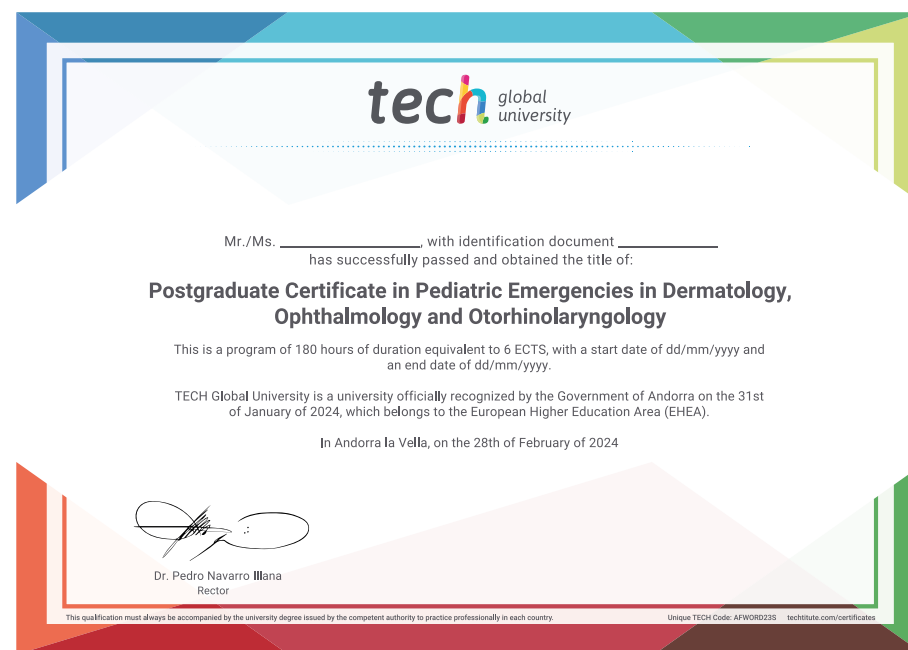 tech global university
Mr./Ms. ____________________, with identification document ______________
has successfully passed and obtained the title of:
Postgraduate Certificate in Pediatric Emergencies in Dermatology,
Ophthalmology and Otorhinolaryngology
This is a program of 180 hours of duration equivalent to 6 ECTS, with a start date of dd/mm/yyyy and
an end date of dd/mm/yyyy.
TECH Global University is a university officially recognized by the Government of Andorra on the 31st
of January of 2024, which belongs to the European Higher Education Area (EHEA).
In Andorra la Vella, on the 28th of February of 2024
Dr. Pedro Navarro Illana
Rector
This qualification must always be accompanied by the university degree issued by the competent authority to practice professionally in each country.
Unique TECH Code: AFWORD23S techtitute.com/certificates